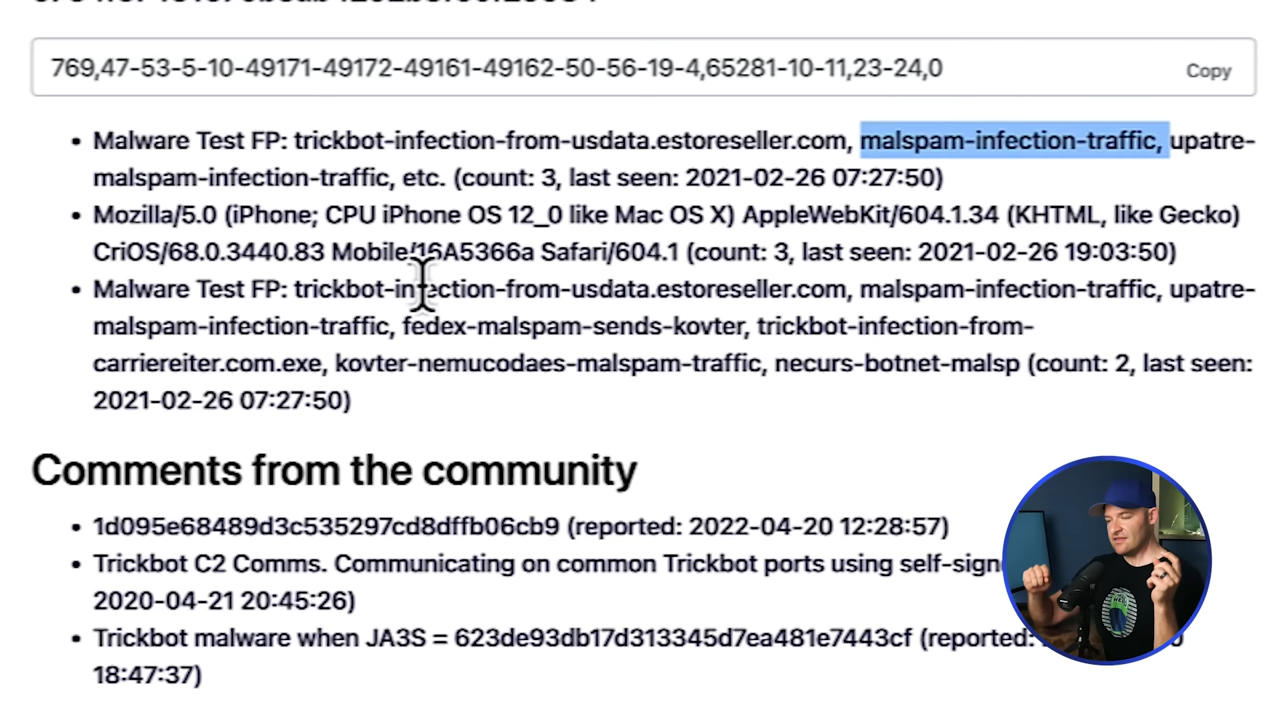 769,47-53-5-10-49171-49172-49161-49162-50-56-19-4,65281-10-11,23-24,0
Copy
• Malware Test FP: trickbot-infection-from-usdata.estoreseller.com, malspam-infection-traffic, upatre-
malspam-infection-traffic, etc. (count: 3, last seen: 2021-02-26 07:27:50)
• Mozilla/5.0 (iPhone; CPU iPhone OS 12_0 like Mac OS X) AppleWebKit/604.1.34 (KHTML, like Gecko)
CriOS/68.0.3440.83 Mobile/16A5366a Safari/604.1 (count: 3, last seen: 2021-02-26 19:03:50)
• Malware Test FP: trickbot-infection-from-usdata.estoreseller.com, malspam-infection-traffic, upatre-
malspam-infection-traffic, fedex-malspam-sends-kovter, trickbot-infection-from-
carriereiter.com.exe, kovter-nemucodaes-malspam-traffic, necurs-botnet-malsp (count: 2, last seen:
2021-02-26 07:27:50)
Comments from the community
• 1d095e68489d3c535297cd8dffb06cb9 (reported: 2022-04-20 12:28:57)
• Trickbot C2 Comms. Communicating on common Trickbot ports using
2020-04-21 20:45:26)
• Trickbot malware when JA3S = 623de93db17d313345d7ea481e7443cf (reported:
18:47:37)